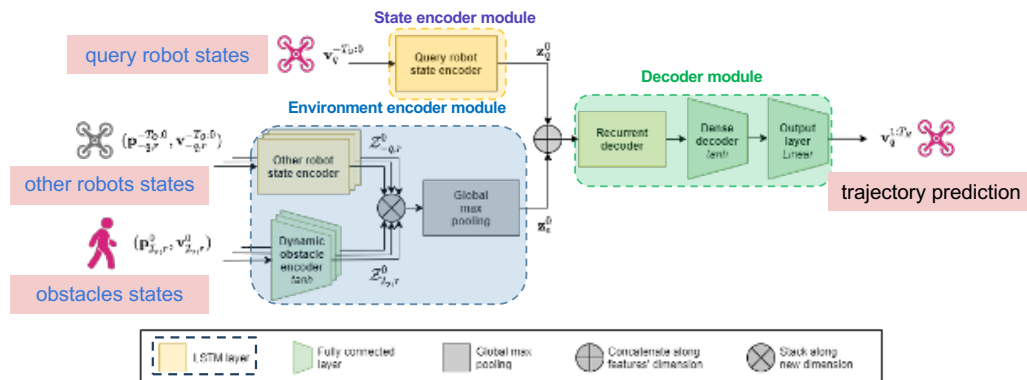 State encoder module
query robot states
Query robot
state encoder
Decoder module
Environment encoder module
Other robot
state encoder
other robots states
Recurrent
decoder
Dense
decoder
tanh
Output
layer
Linear
trajectory prediction
Global
max
pooling
Dynamic
obstacle
encoder
tanh
obstacles states
LSTM layer
Fully connected
layer
Global max
pooling
Concatenate along
features' dimension
Stack along
new dimension